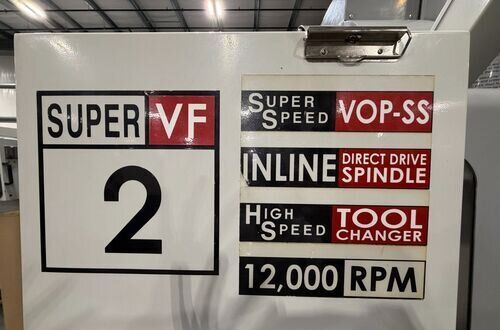 SUPER VF
2
SUPER SPEED VOP-SS
INLINE DIRECT DRIVE SPINDLE
HIGH SPEED TOOL CHANGER
12,000 RPM